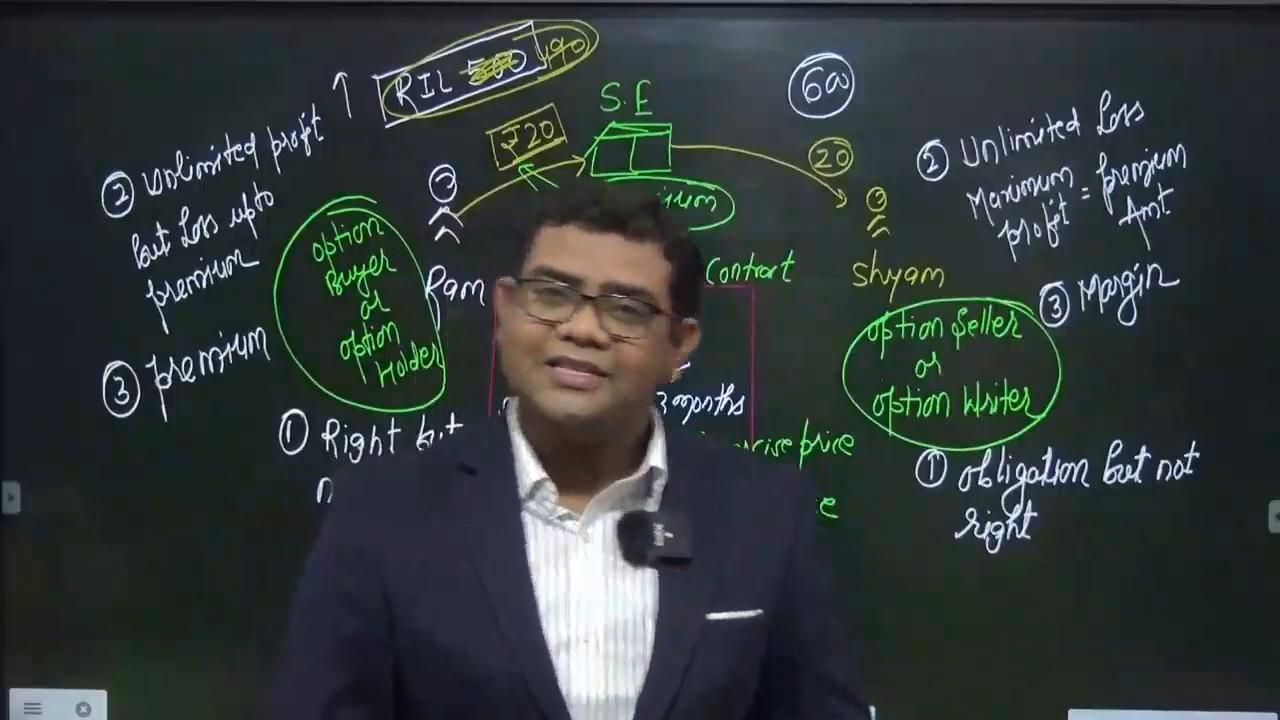 RIL 500 490
S.E
600
₹20
20
② Unlimited profit ↑
but Loss upto
premium
③ premium
option
Buyer
or
option
Holder
Ram
① Right but
Contract
3 months
price
Shyam
② Unlimited Loss
Maximum profit = premium Amt
③ Margin
option Seller
or
option Writer
① obligation but not
right